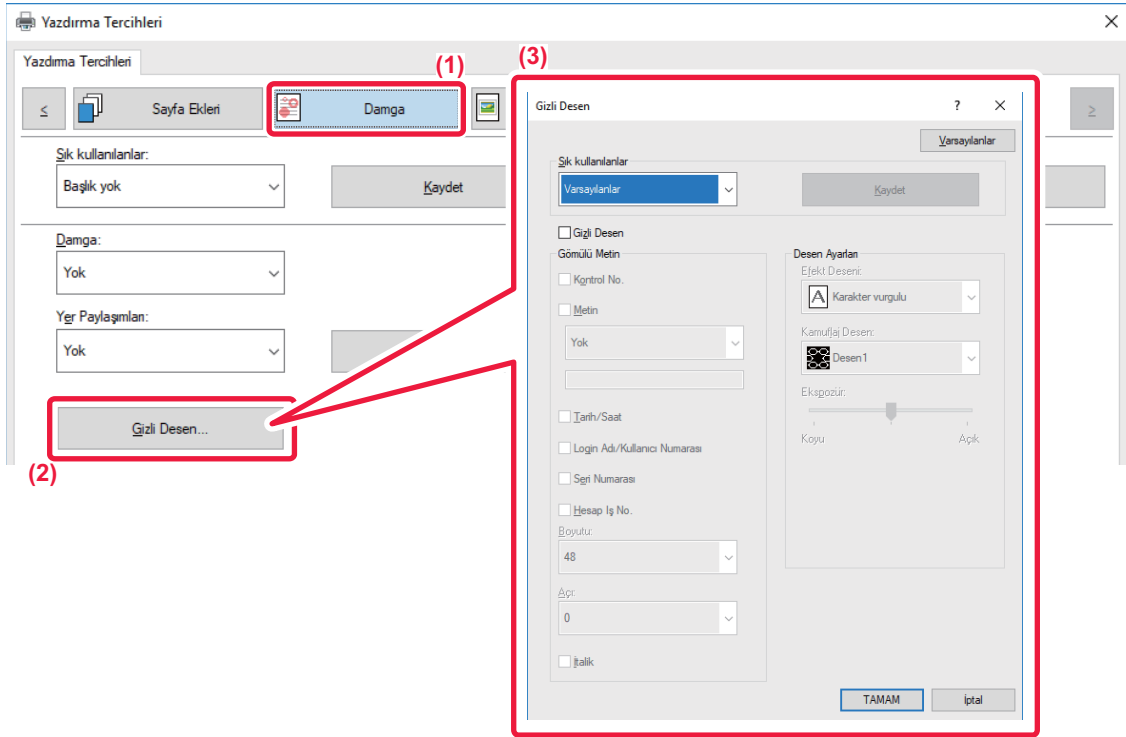 Yazdırma Tercihleri
Yazdırma Tercihleri
(1)
(3)
<
Sayfa Ekleri
Damga
>
Sık kullanılanlar:
Başlık yok
Kaydet
Damga:
Yok
Yer Paylaşımları:
Yok
Gizli Desen...
(2)
Gizli Desen
?
Varsayılanlar
Sık kullanılanlar
Varsayılanlar
Kaydet
Gizli Desen
Gömülü Metin
Kontrol No.
Metin
Yok
Tarih/Saat
Login Adı/Kullanıcı Numarası
Seri Numarası
Hesap İş No.
Boyutu:
48
Açı:
0
İtalik
Desen Ayarları
Efekt Deseni:
A Karakter vurgulu
Kamuflaj Desen:
Desen1
Ekspozür:
Koyu Açık
TAMAM
İptal